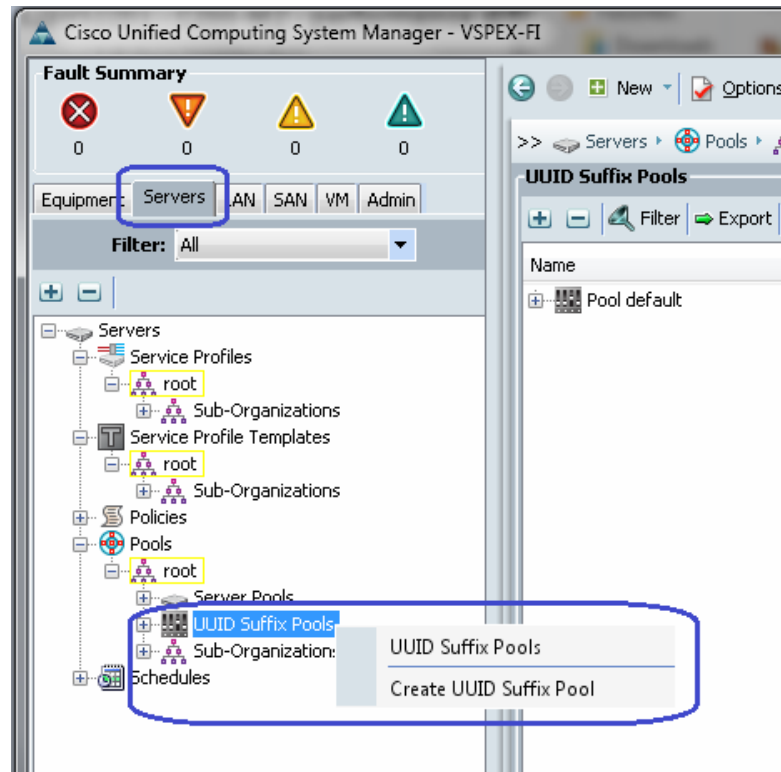 Cisco Unified Computing System Manager - VSPEX-FI
Fault Summary
0 0 0 0
Equipment Servers LAN SAN VM Admin
Filter: All
Servers
Service Profiles
root
Sub-Organizations
Service Profile Templates
root
Sub-Organizations
Policies
Pools
root
Server Pools
UUID Suffix Pools
Sub-Organizations
Schedules
UUID Suffix Pools
Create UUID Suffix Pool
New Options
>> Servers Pools
UUID Suffix Pools
Filter Export
Name
Pool default